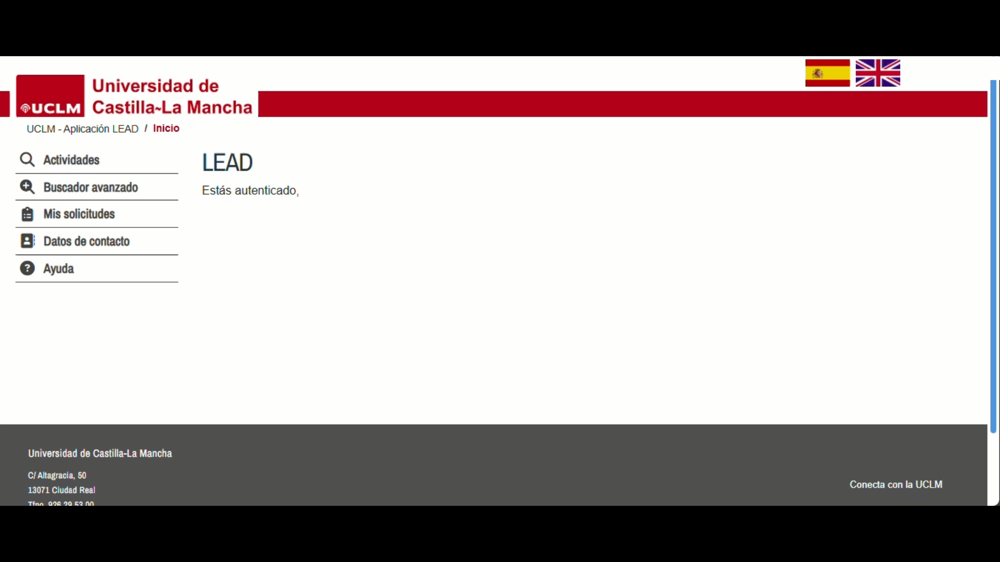 UCLM
Universidad de
Castilla~La Mancha
UCLM - Aplicación LEAD / Inicio
Actividades
Buscador avanzado
Mis solicitudes
Datos de contacto
Ayuda
LEAD
Estás autenticado,
Universidad de Castilla-La Mancha
C/ Altagracia, 50
13071 Ciudad Real
Tfno. 926 29 53 00
Conecta con la UCLM